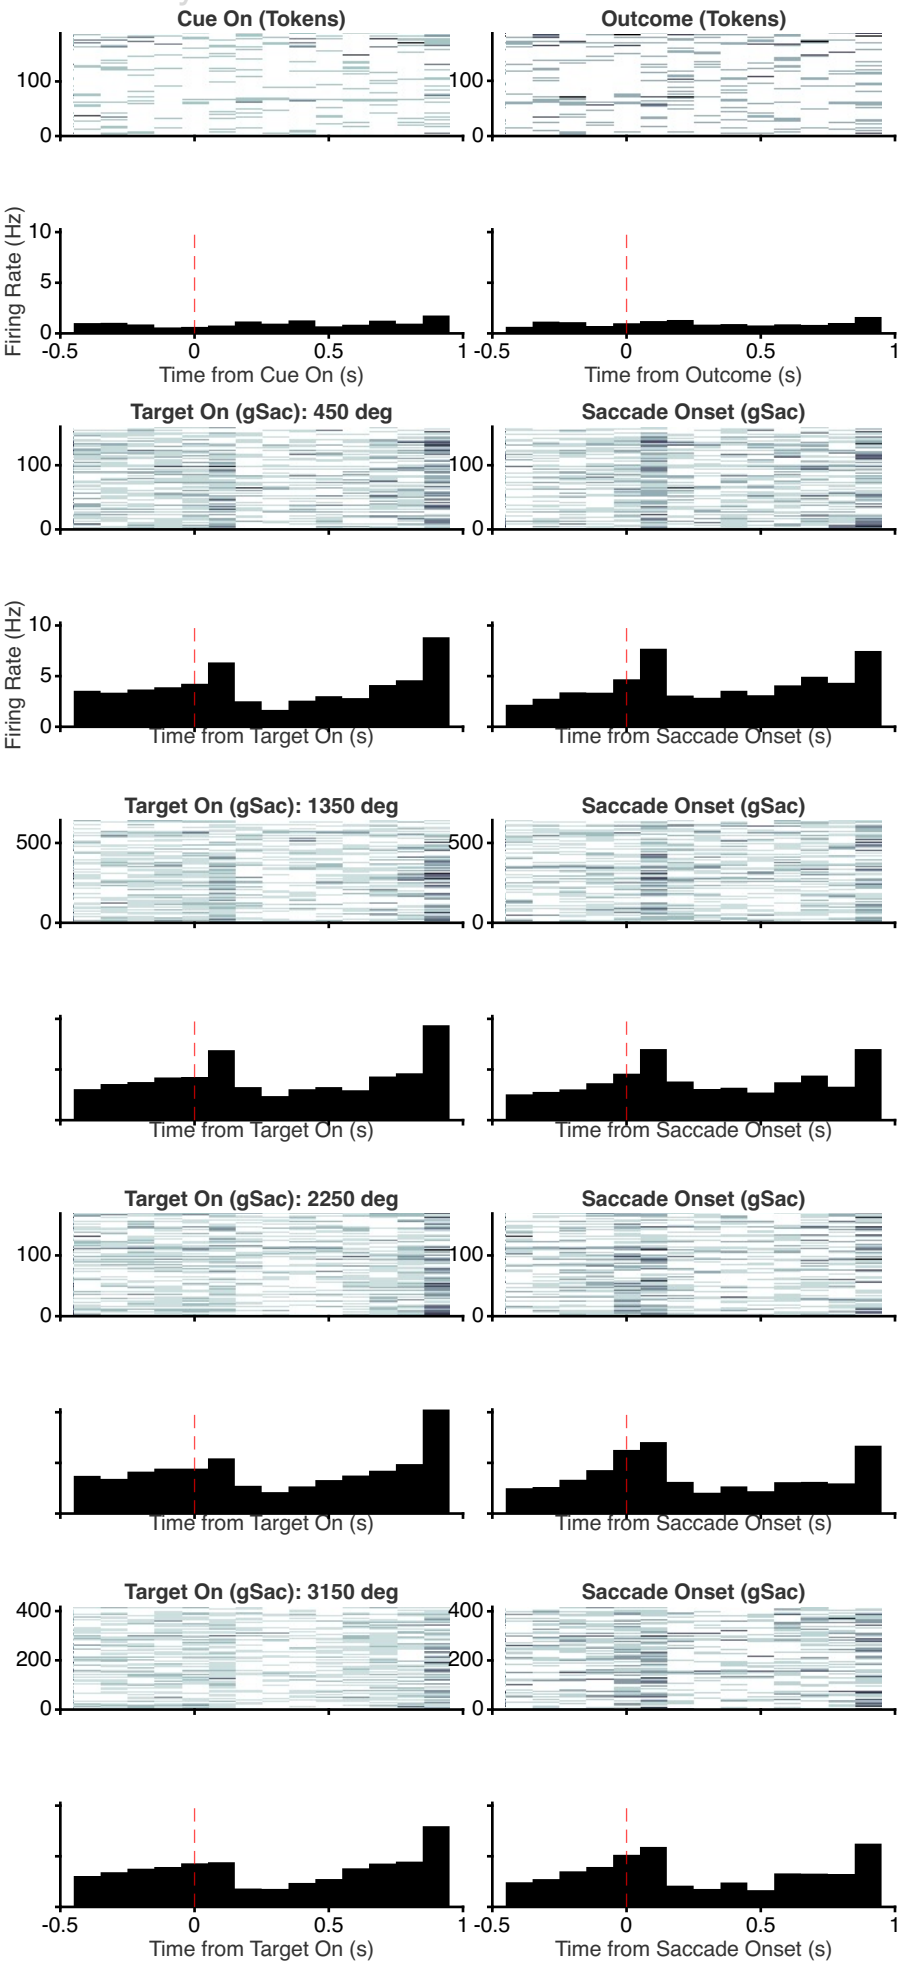 Cue On (Tokens) Outcome (Tokens)
100 100
0 0
Firing Rate (Hz)
10
5
0
-0.5 0 0.5 1 -0.5 0 0.5 1
Time from Cue On (s) Time from Outcome (s)
Target On (gSac): 450 deg Saccade Onset (gSac)
100 100
0 0
Firing Rate (Hz)
10
5
0
Time from Target On (s) Time from Saccade Onset (s)
Target On (gSac): 1350 deg Saccade Onset (gSac)
500 500
0 0
Time from Target On (s) Time from Saccade Onset (s)
Target On (gSac): 2250 deg Saccade Onset (gSac)
100 100
0 0
Time from Target On (s) Time from Saccade Onset (s)
Target On (gSac): 3150 deg Saccade Onset (gSac)
400 400
200 200
0 0
-0.5 0 0.5 1 -0.5 0 0.5 1
Time from Target On (s) Time from Saccade Onset (s)